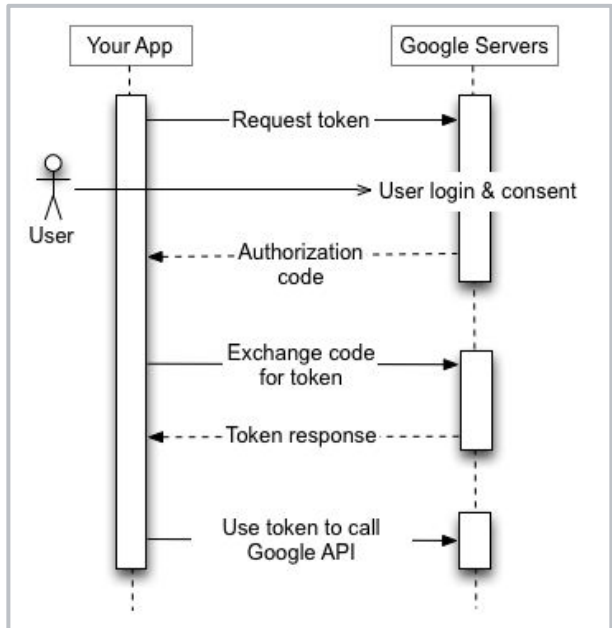 Your App
Google Servers
Request token
User login & consent
User
Authorization
code
Exchange code
for token
Token response
Use token to call
Google API